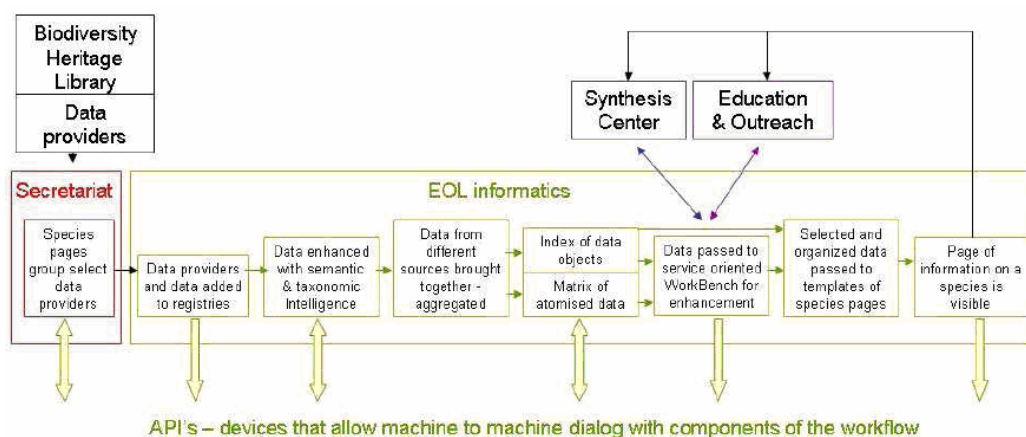 Biodiversity
Heritage
Library
Data
providers
Synthesis
Center
Education
& Outreach
Secretariat
EOL informatics
Species
pages
group select
data
providers
Data providers
and data added
to registries
Data enhanced
with semantic
& taxonomic
Intelligence
Data from
different
sources brought
together -
aggregated
Index of data
objects
Matrix of
atomised data
Data passed to
service oriented
WorkBench for
enhancement
Selected and
organized data
passed to
templates of
species pages
Page of
information on a
species is
visible
API's – devices that allow machine to machine dialog with components of the workflow